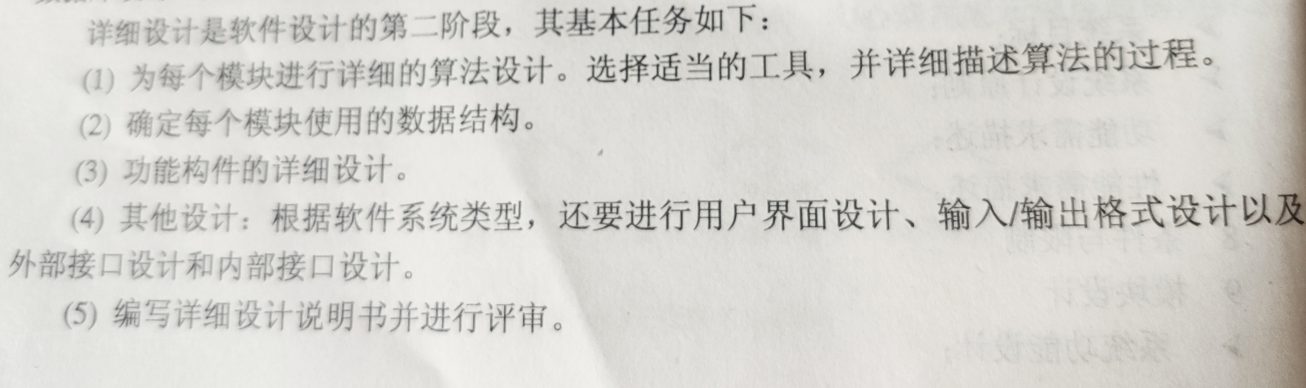 详细设计是软件设计的第二阶段，其基本任务如下：
(1) 为每个模块进行详细的算法设计。选择适当的工具，并详细描述算法的过程。
(2) 确定每个模块使用的数据结构。
(3) 功能构件的详细设计。
(4) 其他设计：根据软件系统类型，还要进行用户界面设计、输入/输出格式设计以及
外部接口设计和内部接口设计。
(5) 编写详细设计说明书并进行评审。